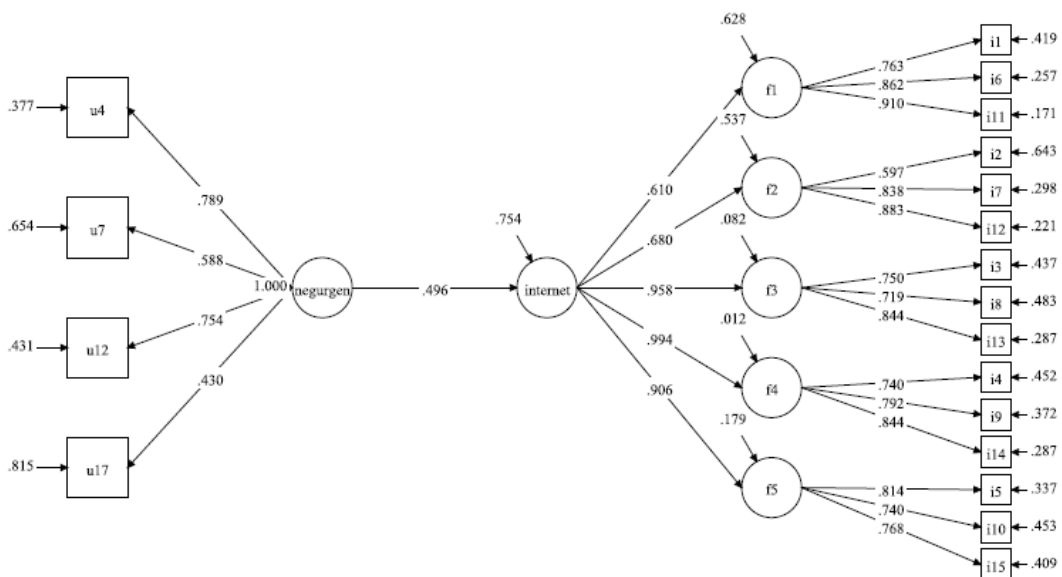 .628
.763
i1
.419
f1
.862
i6
.257
.910
i11
.171
.377
u4
.537
.597
i2
.643
f2
.838
i7
.298
.883
i12
.221
.789
.610
.654
u7
.588
.754
.680
.082
.750
i3
.437
1.000
negurgen
.496
internet
.958
f3
.719
i8
.483
.844
i13
.287
.431
u12
.754
.994
.012
.740
i4
.452
.430
.906
f4
.792
i9
.372
.844
i14
.287
.815
u17
.179
.814
i5
.337
f5
.740
i10
.453
.768
i15
.409